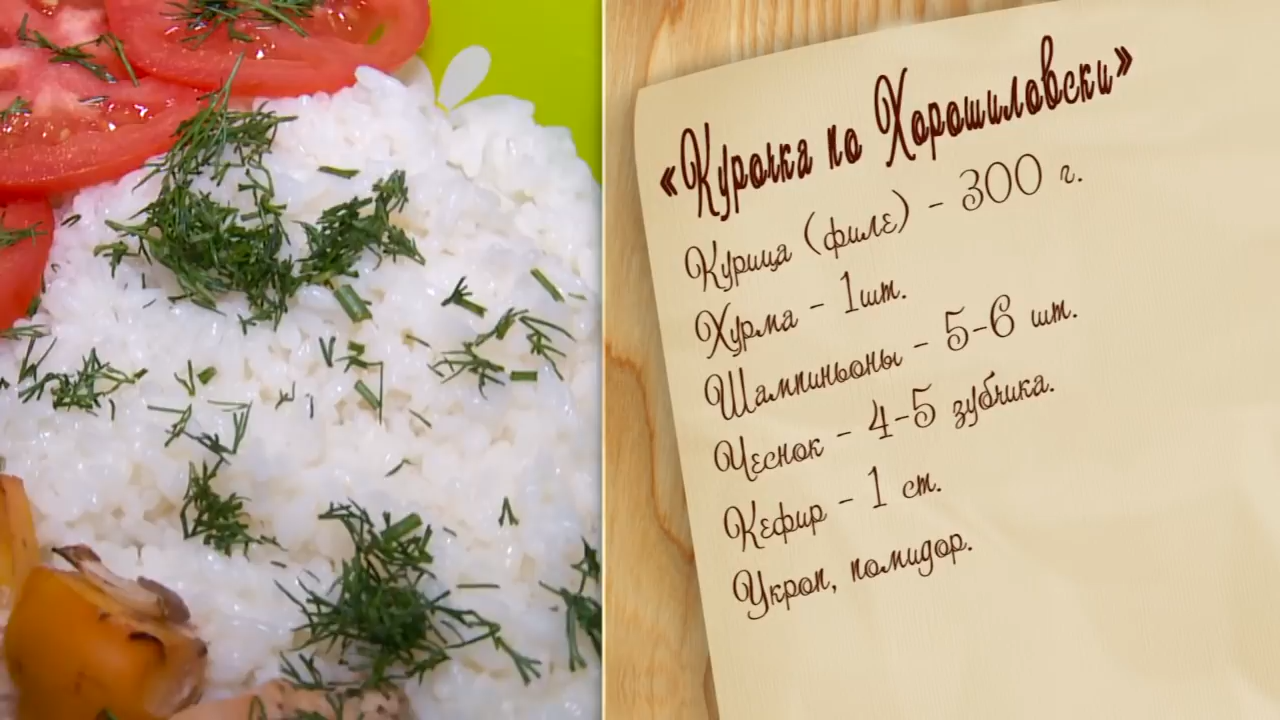 «Курочка по Хорошиловски»
Курица (филе) - 300 г.
Хурма - 1шт.
Шампиньоны - 5-6 шт.
Чеснок - 4-5 зубчика.
Кефир - 1 ст.
Укроп, помидор.